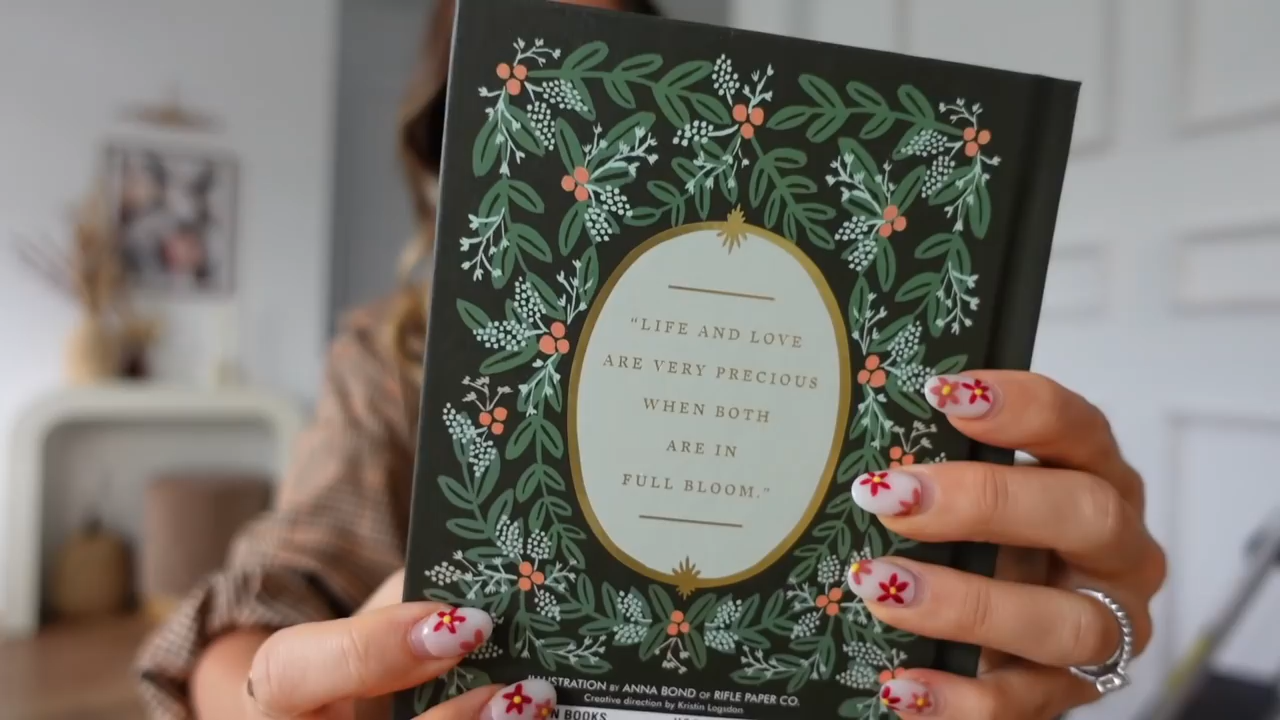 "LIFE AND LOVE
ARE VERY PRECIOUS
WHEN BOTH
ARE IN
FULL BLOOM."
ILLUSTRATION BY ANNA BOND OF RIFLE PAPER CO.
Creative direction by Kristin Logsdon
BOOKS